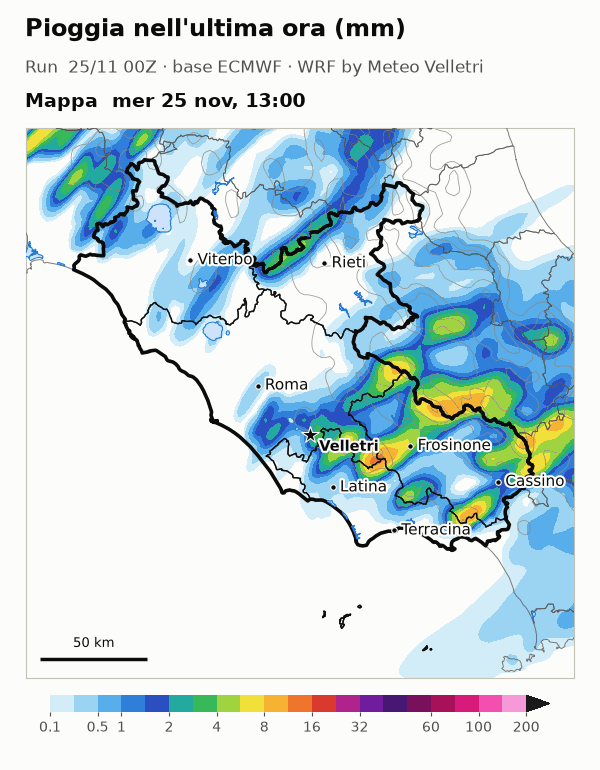 Pioggia nell'ultima ora (mm)
Run  25/11 00Z · base ECMWF · WRF by Meteo Velletri
Mappa  mer 25 nov, 13:00
Viterbo
Rieti
Roma
Velletri
Frosinone
Latina
Cassino
Terracina
50 km
0.1 0.5 1 2 4 8 16 32 60 100 200